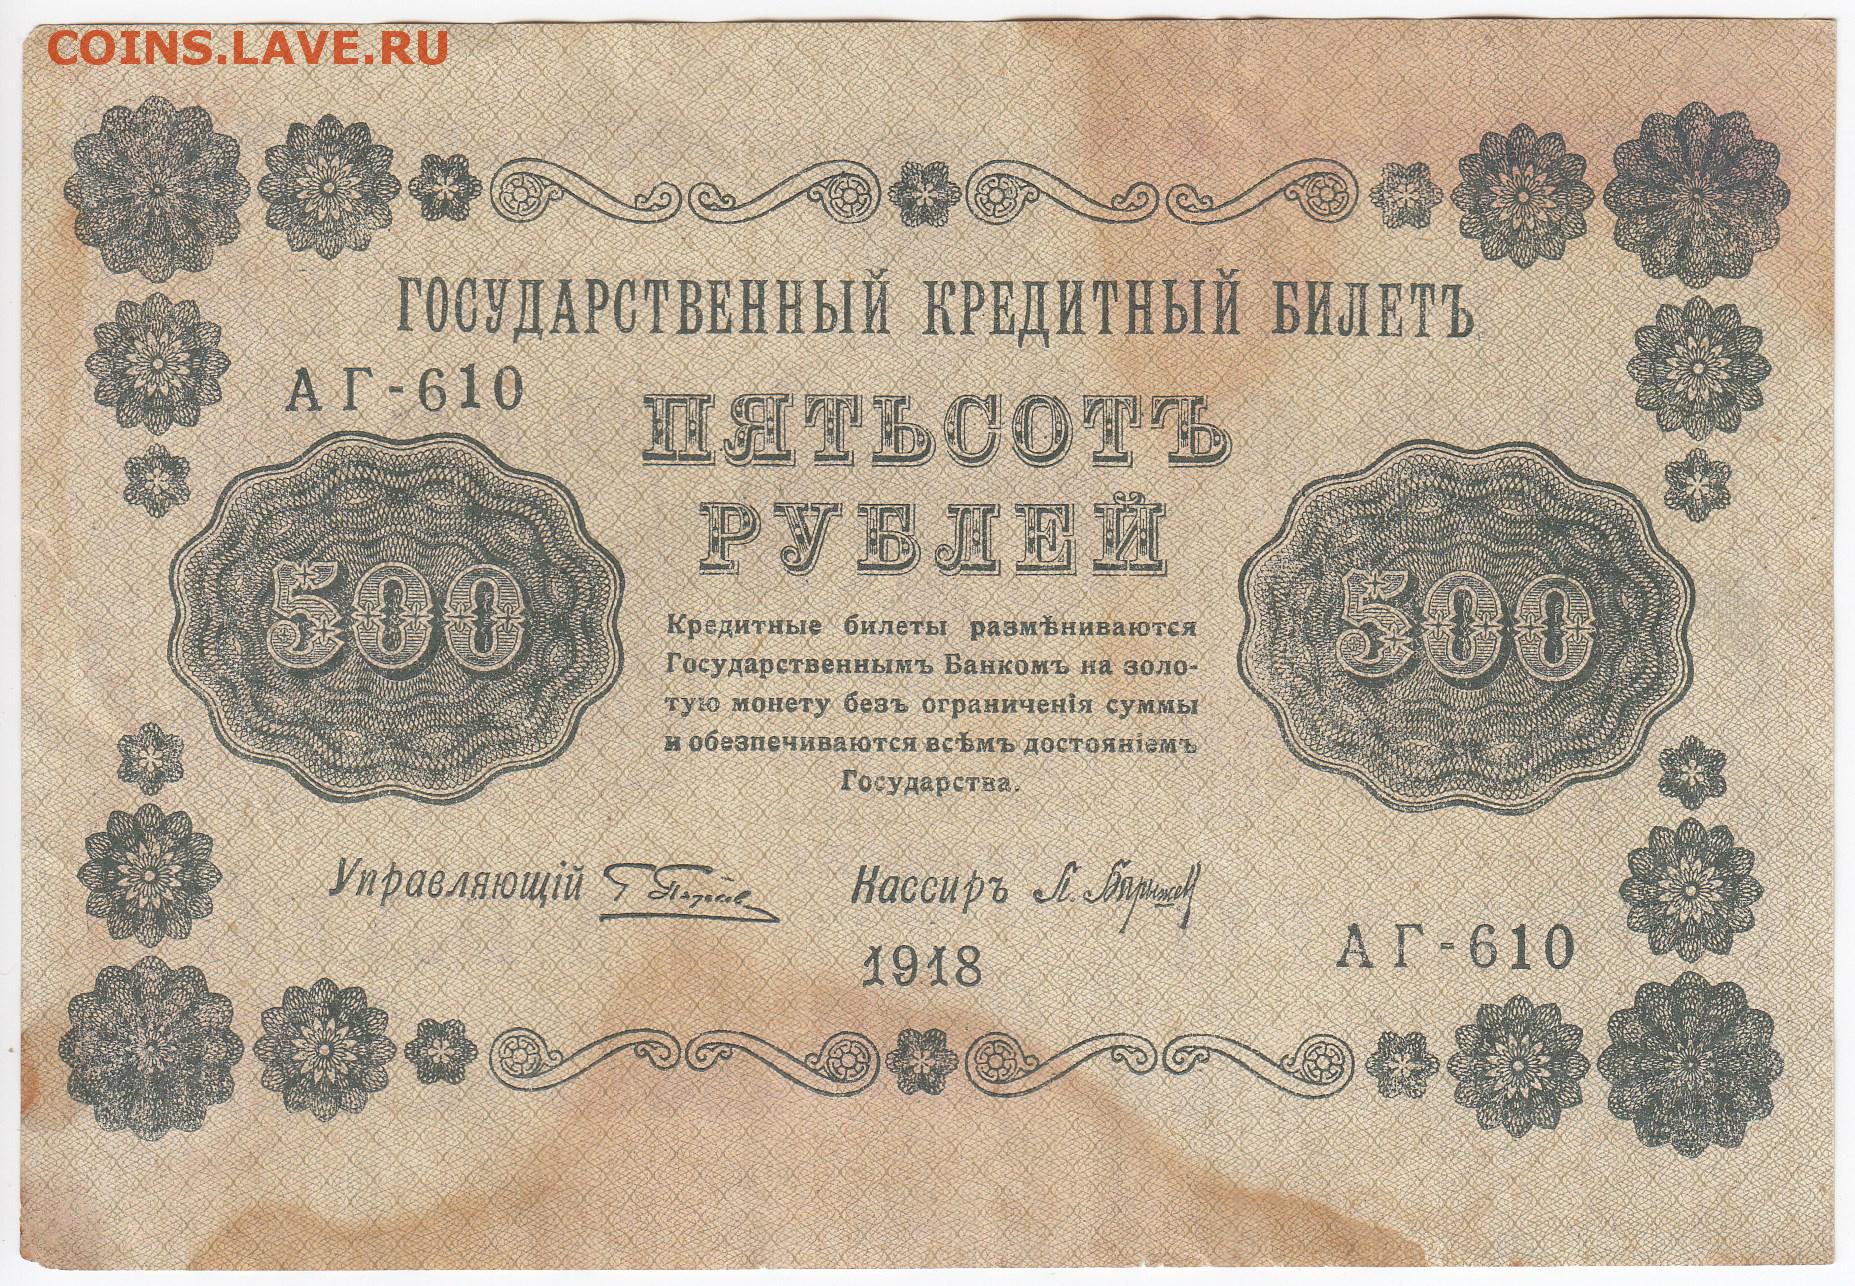 COINS.LAVE.RU
ГОСУДАРСТВЕННЫЙ КРЕДИТНЫЙ БИЛЕТЪ
АГ-610
ПЯТЬСОТЪ
РУБЛЕЙ
500
500
Кредитные билеты размѣниваются
Государственнымъ Банкомъ на золо-
тую монету безъ ограниченія суммы
и обезпечиваются всѣмъ достояніемъ
Государства.
Управляющій
Кассиръ
1918
АГ-610